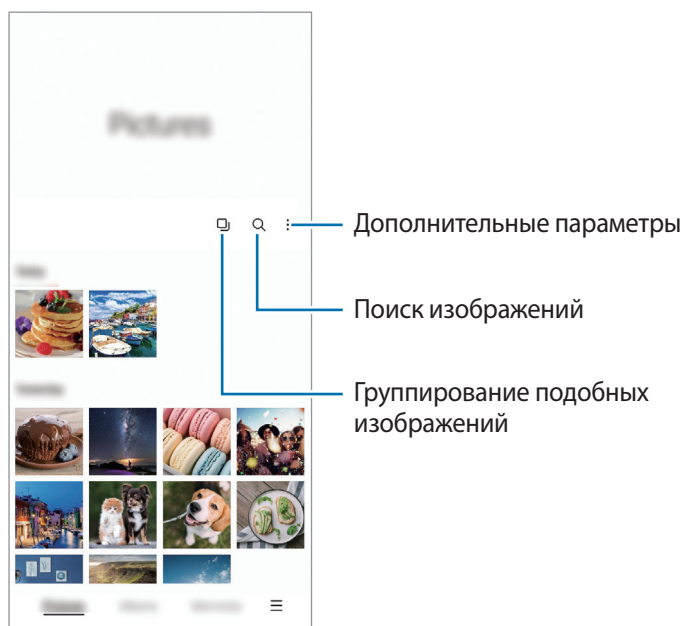 Pictures
Дополнительные параметры
Поиск изображений
Группирование подобных
изображений